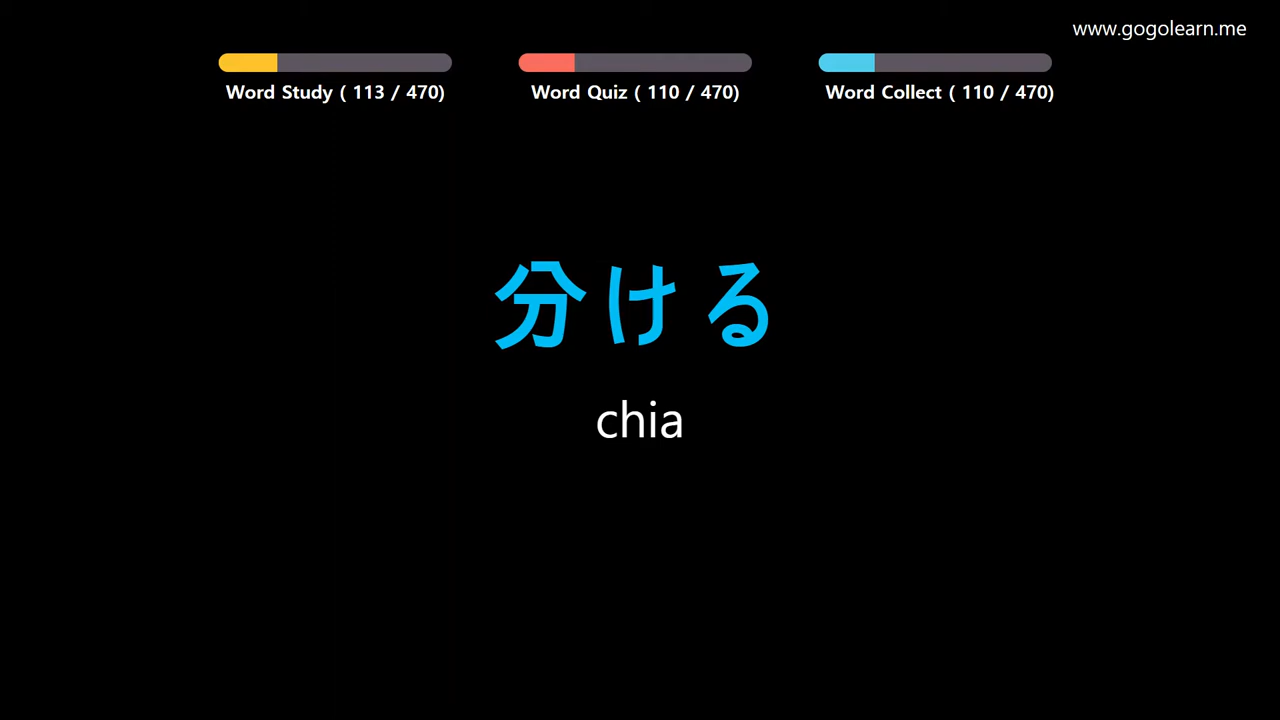 www.gogolearn.me
Word Study ( 113 / 470)
Word Quiz ( 110 / 470)
Word Collect ( 110 / 470)
分ける
chia